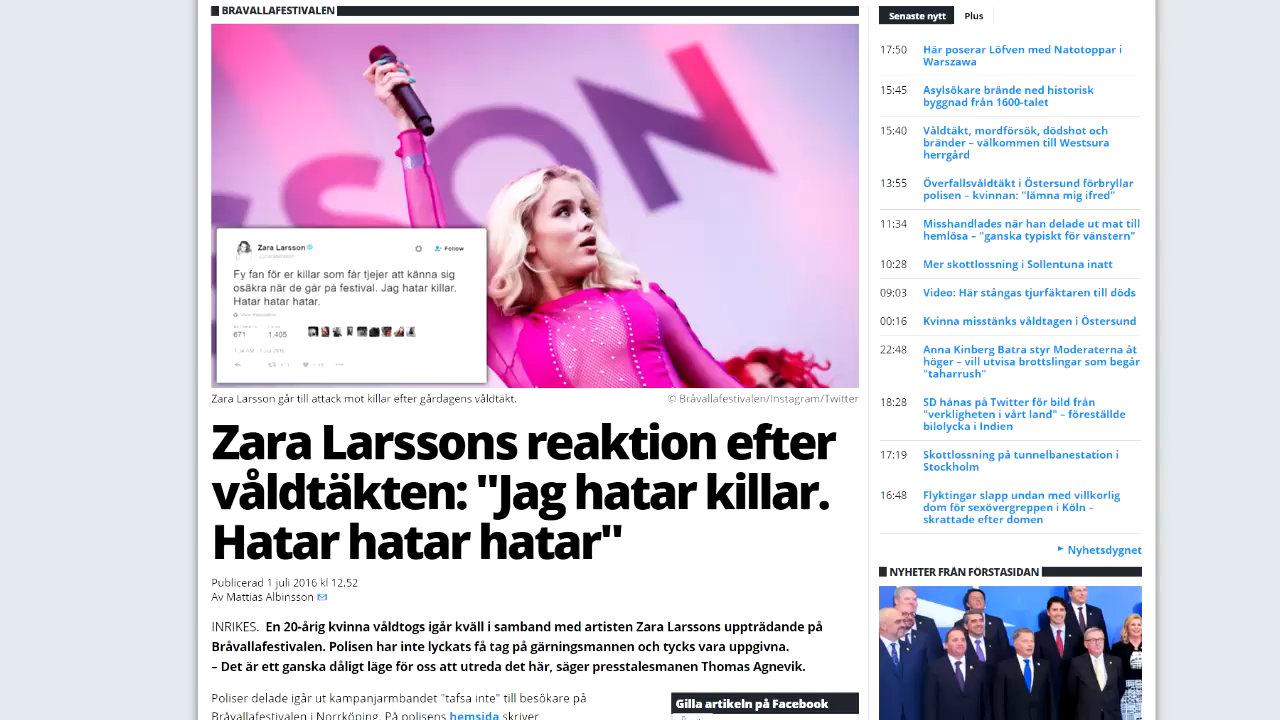 BRÅVALLAFESTIVALEN
SON
Zara Larsson
Follow
Fy fan för er killar som får tjejer att känna sig
osäkra när de går på festival. Jag hatar killar.
Hatar hatar hatar.
671 1,405
Zara Larsson går till attack mot killar efter gårdagens våldtäkt.
© Bråvallafestivalen/Instagram/Twitter
Zara Larssons reaktion efter
våldtäkten: "Jag hatar killar.
Hatar hatar hatar"
Publicerad 1 juli 2016 kl 12.52
Av Mattias Albinsson
INRIKES. En 20-årig kvinna våldtogs igår kväll i samband med artisten Zara Larssons uppträdande på
Bråvallafestivalen. Polisen har inte lyckats få tag på gärningsmannen och tycks vara uppgivna.
– Det är ett ganska dåligt läge för oss att utreda det här, säger presstalesmanen Thomas Agnevik.
Poliser delade igår ut kampanjarmbandet "tafsa inte" till besökare på
Bråvallafestivalen i Norrköping. På polisens hemsida skriver
Gilla artikeln på Facebook
Senaste nytt Plus
17:50 Här poserar Löfven med Natotoppar i
Warszawa
15:45 Asylsökare brände ned historisk
byggnad från 1600-talet
15:40 Våldtäkt, mordförsök, dödshot och
bränder – välkommen till Westsura
herrgård
13:55 Överfallsvåldtäkt i Östersund förbryllar
polisen – kvinnan: "lämna mig ifred"
11:34 Misshandlades när han delade ut mat till
hemlösa – "ganska typiskt för vänstern"
10:28 Mer skottlossning i Sollentuna inatt
09:03 Video: Här stångas tjurfäktaren till döds
00:16 Kvinna misstänks våldtagen i Östersund
22:48 Anna Kinberg Batra styr Moderaterna åt
höger – vill utvisa brottslingar som begår
"taharrush"
18:28 SD hånas på Twitter för bild från
"verkligheten i vårt land" – föreställde
bilolycka i Indien
17:19 Skottlossning på tunnelbanestation i
Stockholm
16:48 Flyktingar slapp undan med villkorlig
dom för sexövergreppen i Köln –
skrattade efter domen
Nyhetsdygnet
NYHETER FRÅN FÖRSTASIDAN